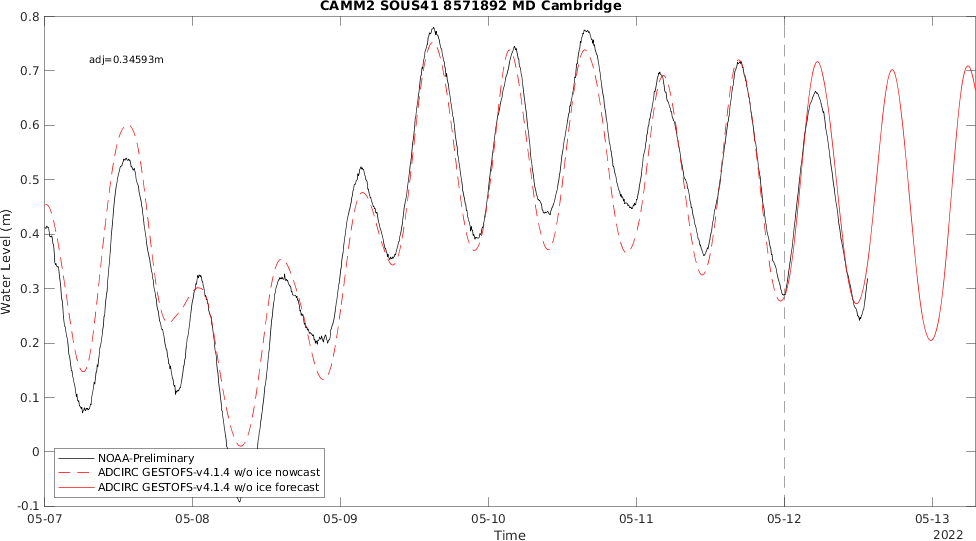 CAMM2 SOUS41 8571892 MD Cambridge
adj=0.34593m
0.8
0.7
0.6
0.5
0.4
0.3
0.2
0.1
0
-0.1
Water Level (m)
NOAA-Preliminary
ADCIRC GESTOFS-v4.1.4 w/o ice nowcast
ADCIRC GESTOFS-v4.1.4 w/o ice forecast
05-07 05-08 05-09 05-10 05-11 05-12 05-13
Time
2022